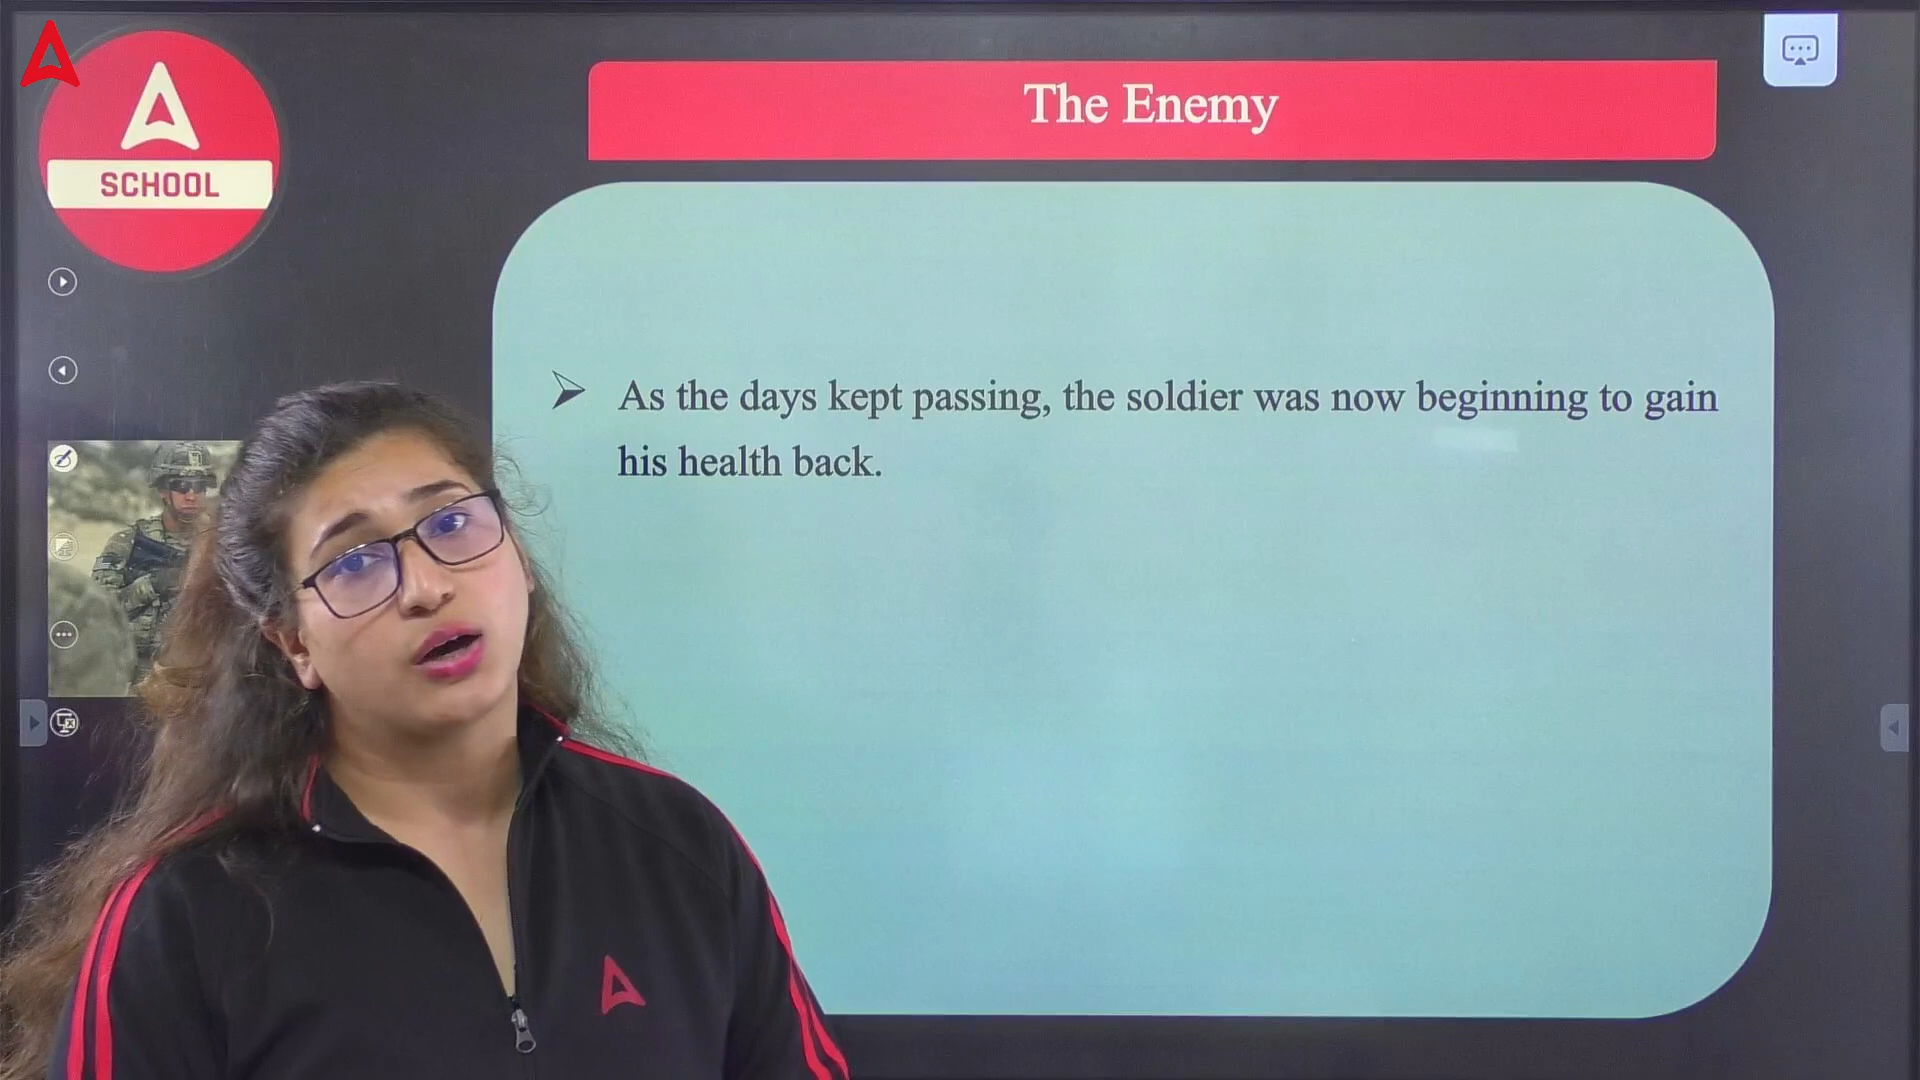 The Enemy
SCHOOL
➢ As the days kept passing, the soldier was now beginning to gain
his health back.